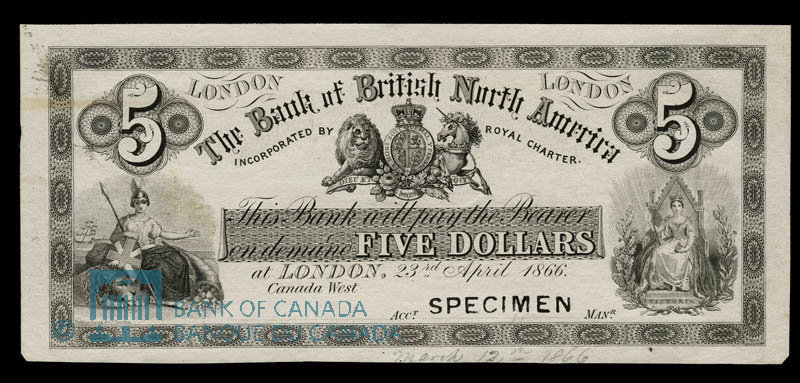 LONDON LONDON
5 5
The Bank of British North America
INCORPORATED BY ROYAL CHARTER.
This Bank will pay the Bearer
on demand FIVE DOLLARS
at LONDON, 23rd April 1866.
Canada West
VICTORIA
ACCT. SPECIMEN MANR.
BANK OF CANADA
BANQUE DU CANADA
March 12th 1866